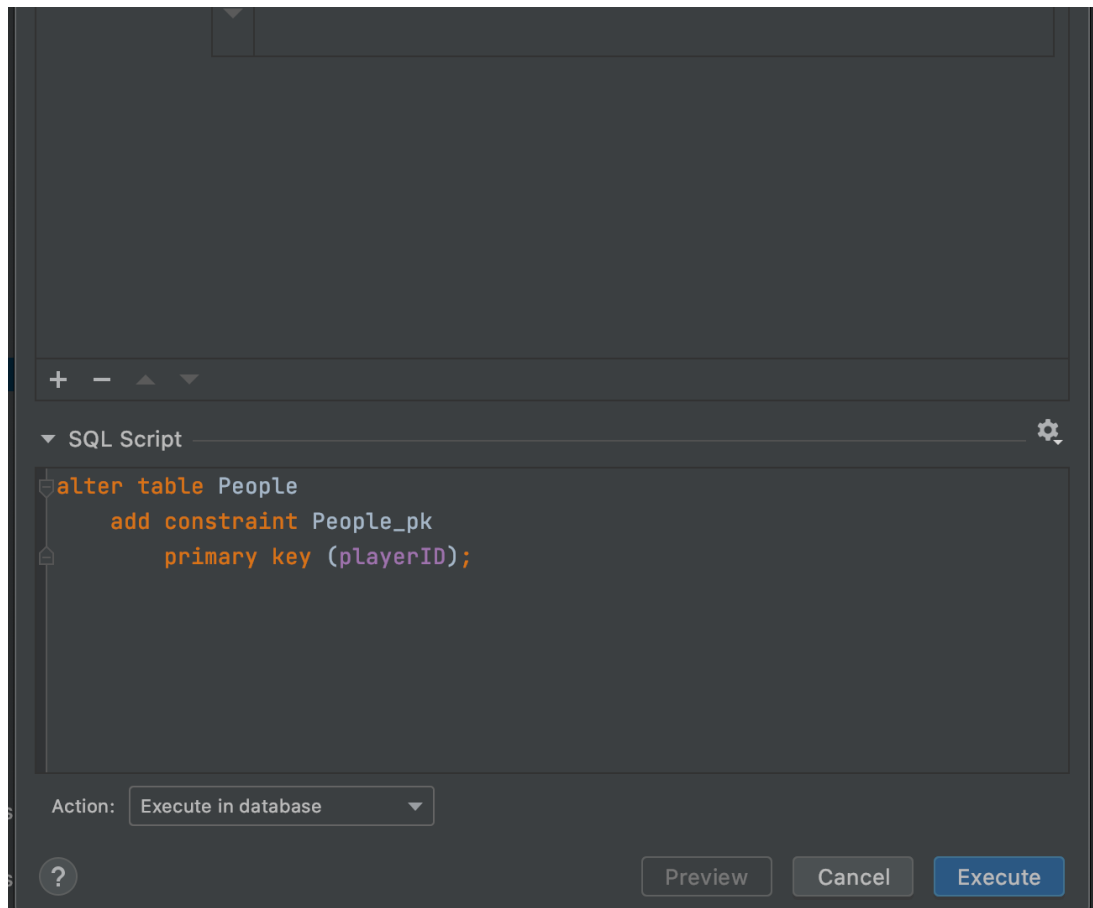 SQL Script
alter table People
add constraint People_pk
primary key (playerID);
Action: Execute in database
? Preview Cancel Execute